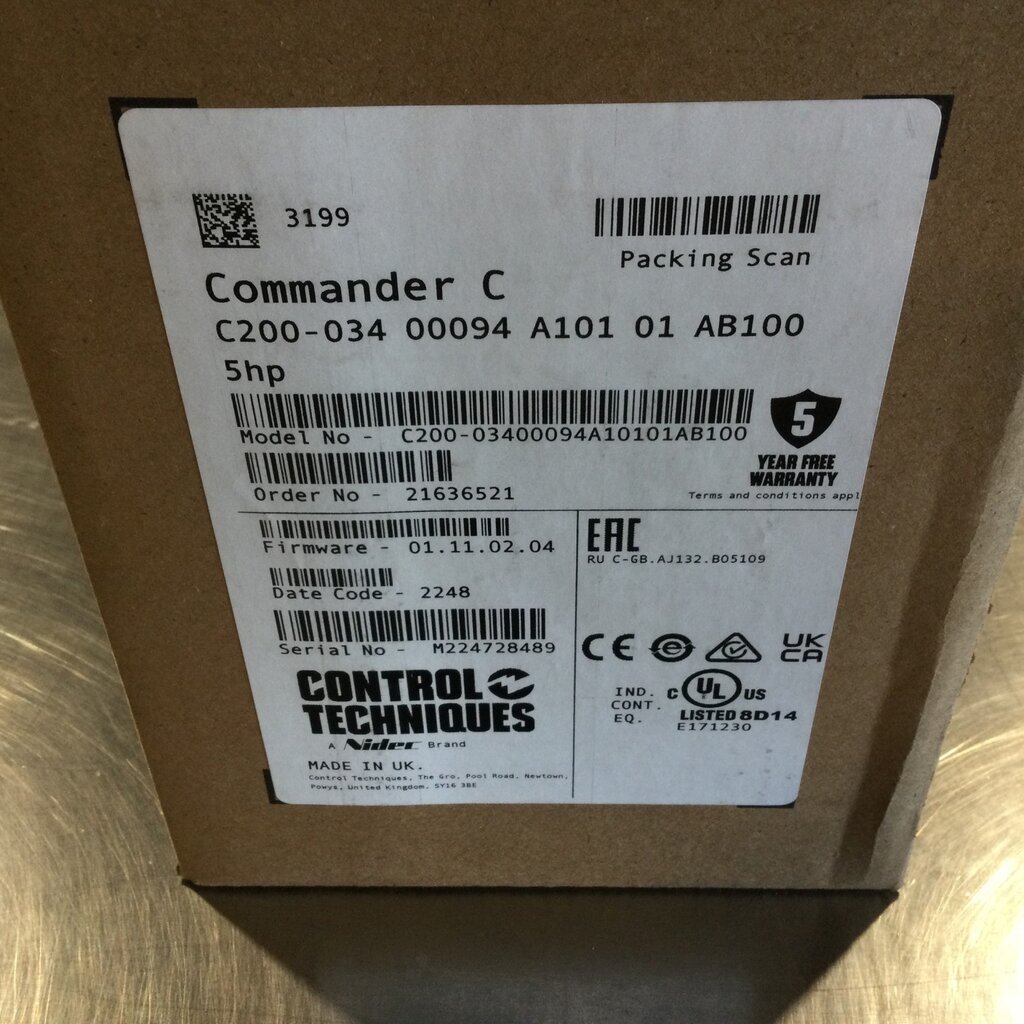 3199
Packing Scan
Commander C
C200-034 00094 A101 01 AB100
5hp
Model No - C200-03400094A10101AB100
5
YEAR FREE
WARRANTY
Order No - 21636521
Terms and conditions appl
Firmware - 01.11.02.04
EAC
RU C-GB.AJ132.B05109
Date Code - 2248
Serial No - M224728489
CE
UK
CA
CONTROL
TECHNIQUES
A Nidec Brand
IND.
CONT.
EQ.
C UL US
LISTED 8D14
E171230
MADE IN UK.
Control Techniques, The Gro, Pool Road, Newtown,
Powys, United Kingdom, SY16 3BE